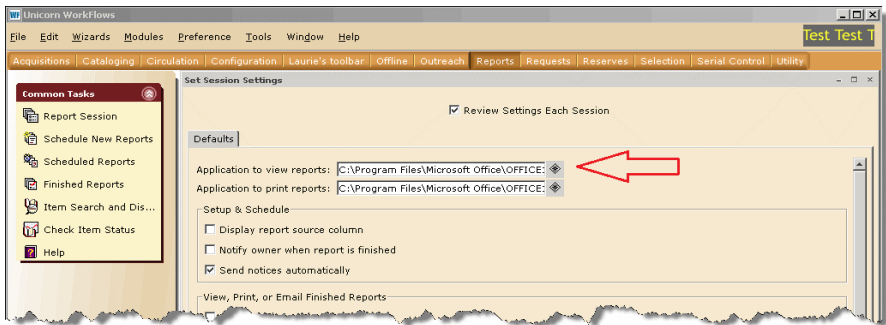 WF Unicorn WorkFlows
File Edit Wizards Modules Preference Tools Window Help
Test Test T
Acquisitions Cataloging Circulation Configuration Laurie's toolbar Offline Outreach Reports Requests Reserves Selection Serial Control Utility
Common Tasks
Report Session
Schedule New Reports
Scheduled Reports
Finished Reports
Item Search and Dis...
Check Item Status
Help
Set Session Settings
Review Settings Each Session
Defaults
Application to view reports: C:\Program Files\Microsoft Office\OFFICE:
Application to print reports: C:\Program Files\Microsoft Office\OFFICE:
Setup & Schedule
Display report source column
Notify owner when report is finished
Send notices automatically
View, Print, or Email Finished Reports